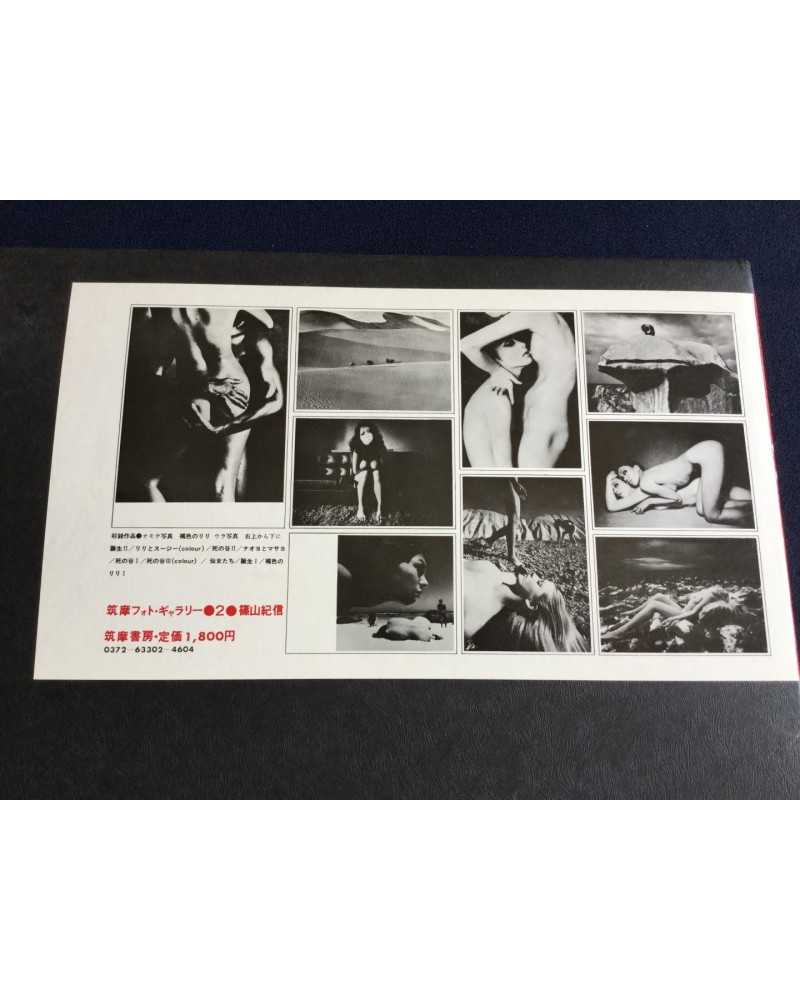 収録作品●オモテ写真 褐色のリリ ウラ写真 右上から下に
誕生II/リリとスージー(colour)/死の谷II/ナオヨとマサヨ
/死の谷I/死の谷III(colour) / 仙女たち/誕生I/褐色の
リリI
筑摩フォト・ギャラリー●2●篠山紀信
筑摩書房・定価1,800円
0372-63302-4604